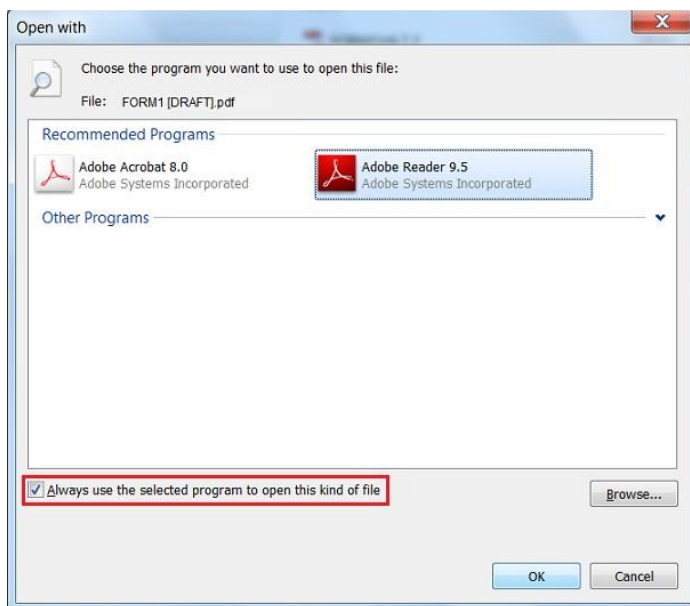 Open with
Choose the program you want to use to open this file:
File: FORM1 [DRAFT].pdf
Recommended Programs
Adobe Acrobat 8.0
Adobe Systems Incorporated
Adobe Reader 9.5
Adobe Systems Incorporated
Other Programs
Always use the selected program to open this kind of file
Browse...
OK
Cancel